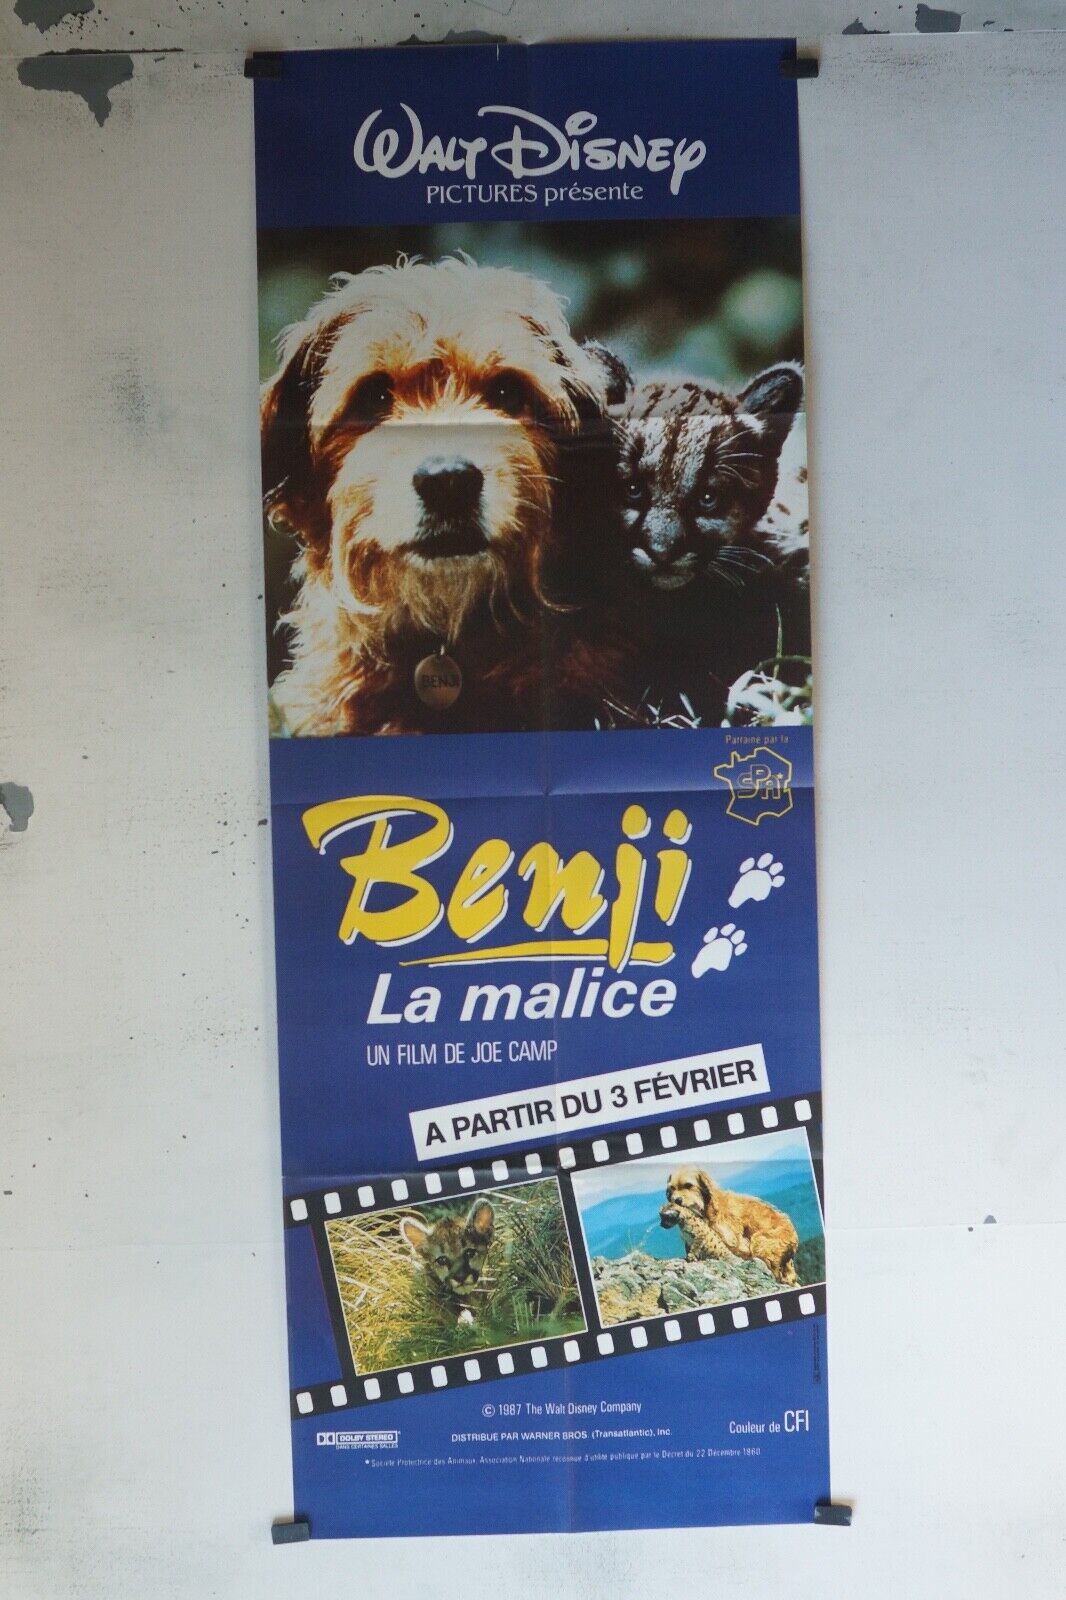 WALT DISNEY
PICTURES présente
BENJI
Parrainé par la
SPA*
Benji
La malice
UN FILM DE JOE CAMP
A PARTIR DU 3 FÉVRIER
© 1987 The Walt Disney Company
DOLBY STEREO
DANS CERTAINES SALLES
DISTRIBUE PAR WARNER BROS. (Transatlantic), Inc.
Couleur de CFI
* Société Protectrice des Animaux, Association Nationale reconnue d'utilité publique par le Décret du 22 Décembre 1860